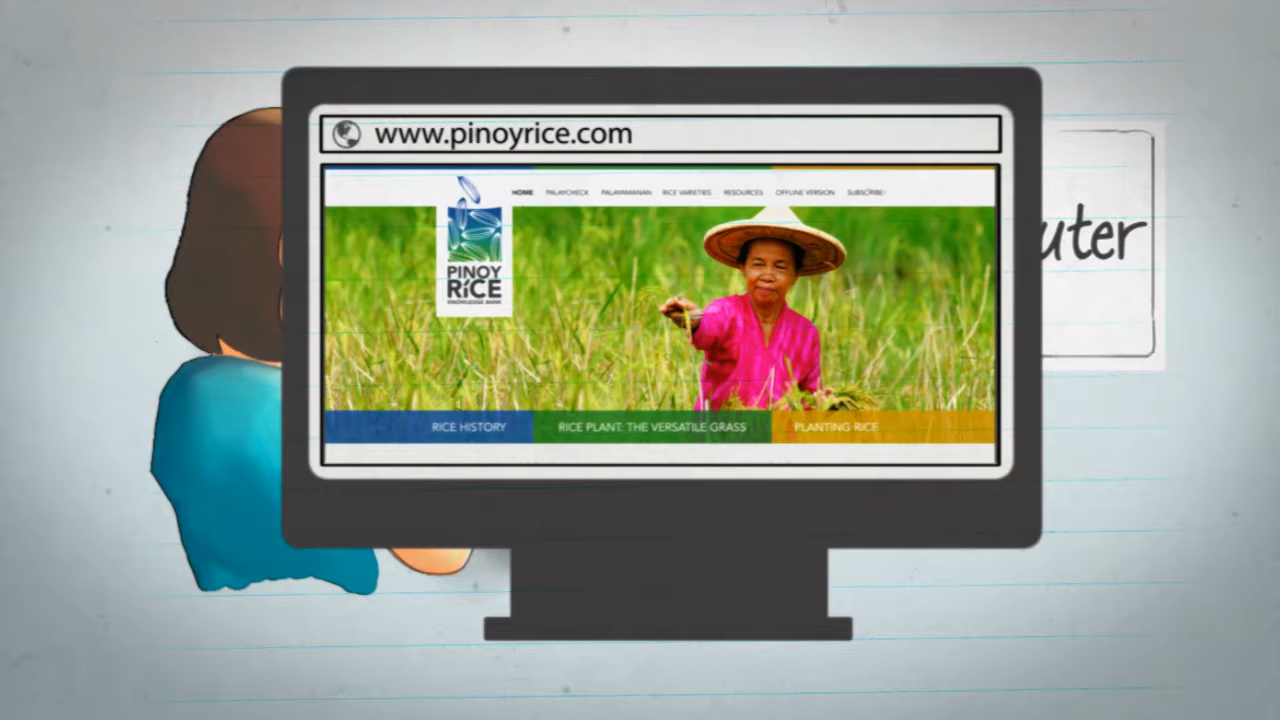 www.pinoyrice.com
HOME PALAYCHECK PALAYAMANAN RICE VARIETIES RESOURCES OFFLINE VERSION SUBSCRIBE
PINOY
RICE
KNOWLEDGE BANK
uter
RICE HISTORY RICE PLANT: THE VERSATILE GRASS PLANTING RICE